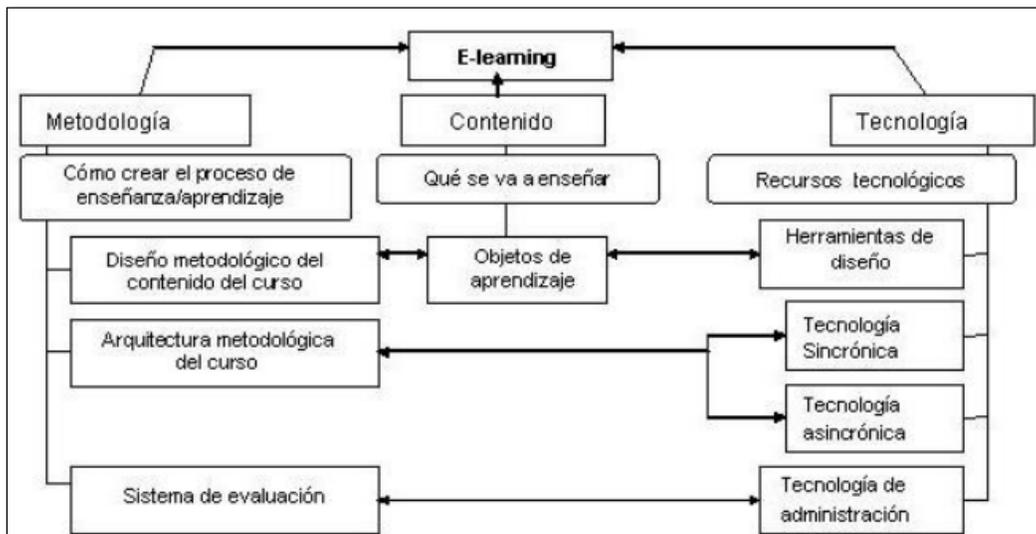 E-learning
Metodología
Contenido
Tecnología
Cómo crear el proceso de
enseñanza/aprendizaje
Qué se va a enseñar
Recursos tecnológicos
Diseño metodológico del
contenido del curso
Objetos de
aprendizaje
Herramientas de
diseño
Arquitectura metodológica
del curso
Tecnología
Sincrónica
Tecnología
asincrónica
Sistema de evaluación
Tecnología de
administración